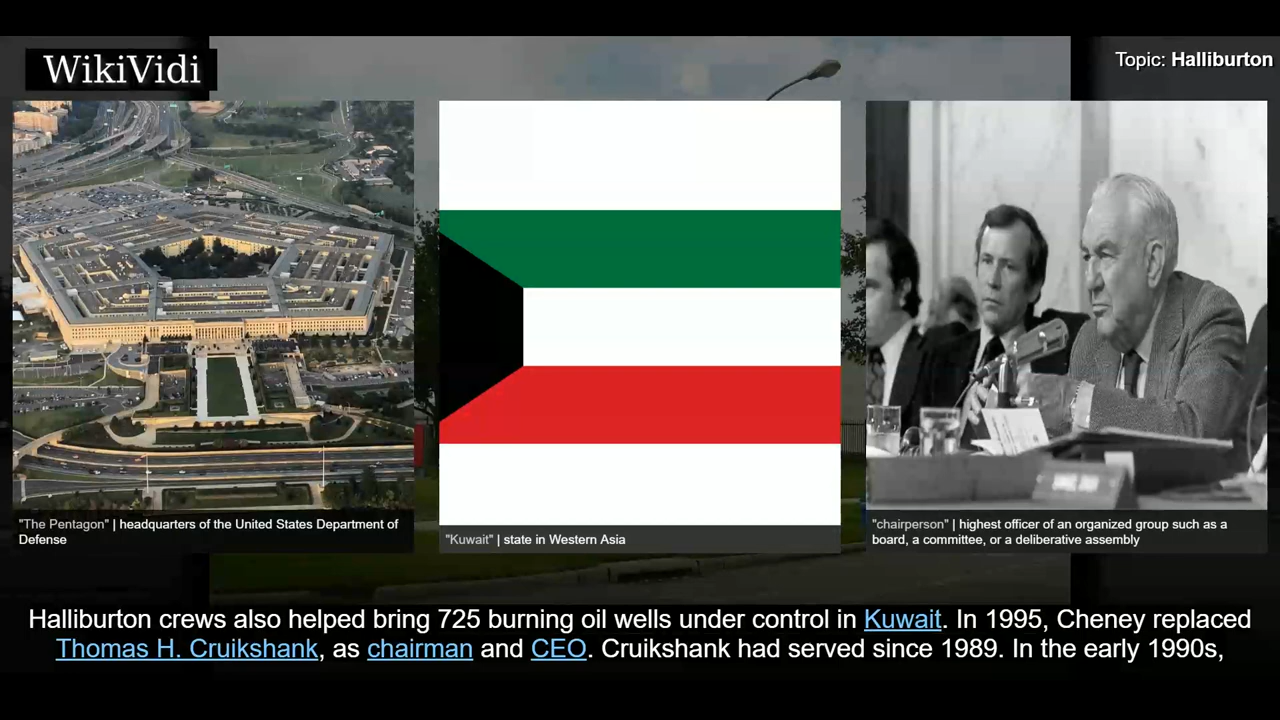 WikiVidi
Topic: Halliburton
"The Pentagon" | headquarters of the United States Department of
Defense
"Kuwait" | state in Western Asia
"chairperson" | highest officer of an organized group such as a
board, a committee, or a deliberative assembly
Halliburton crews also helped bring 725 burning oil wells under control in Kuwait. In 1995, Cheney replaced
Thomas H. Cruikshank, as chairman and CEO. Cruikshank had served since 1989. In the early 1990s,